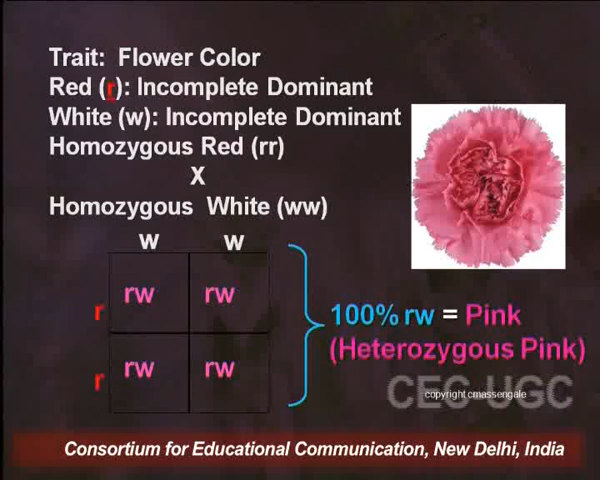 Trait: Flower Color
Red (r): Incomplete Dominant
White (w): Incomplete Dominant
Homozygous Red (rr)
X
Homozygous White (ww)
w w
r rw rw
r rw rw
100% rw = Pink
(Heterozygous Pink)
CEC-UGC
copyright cmassengale
Consortium for Educational Communication, New Delhi, India